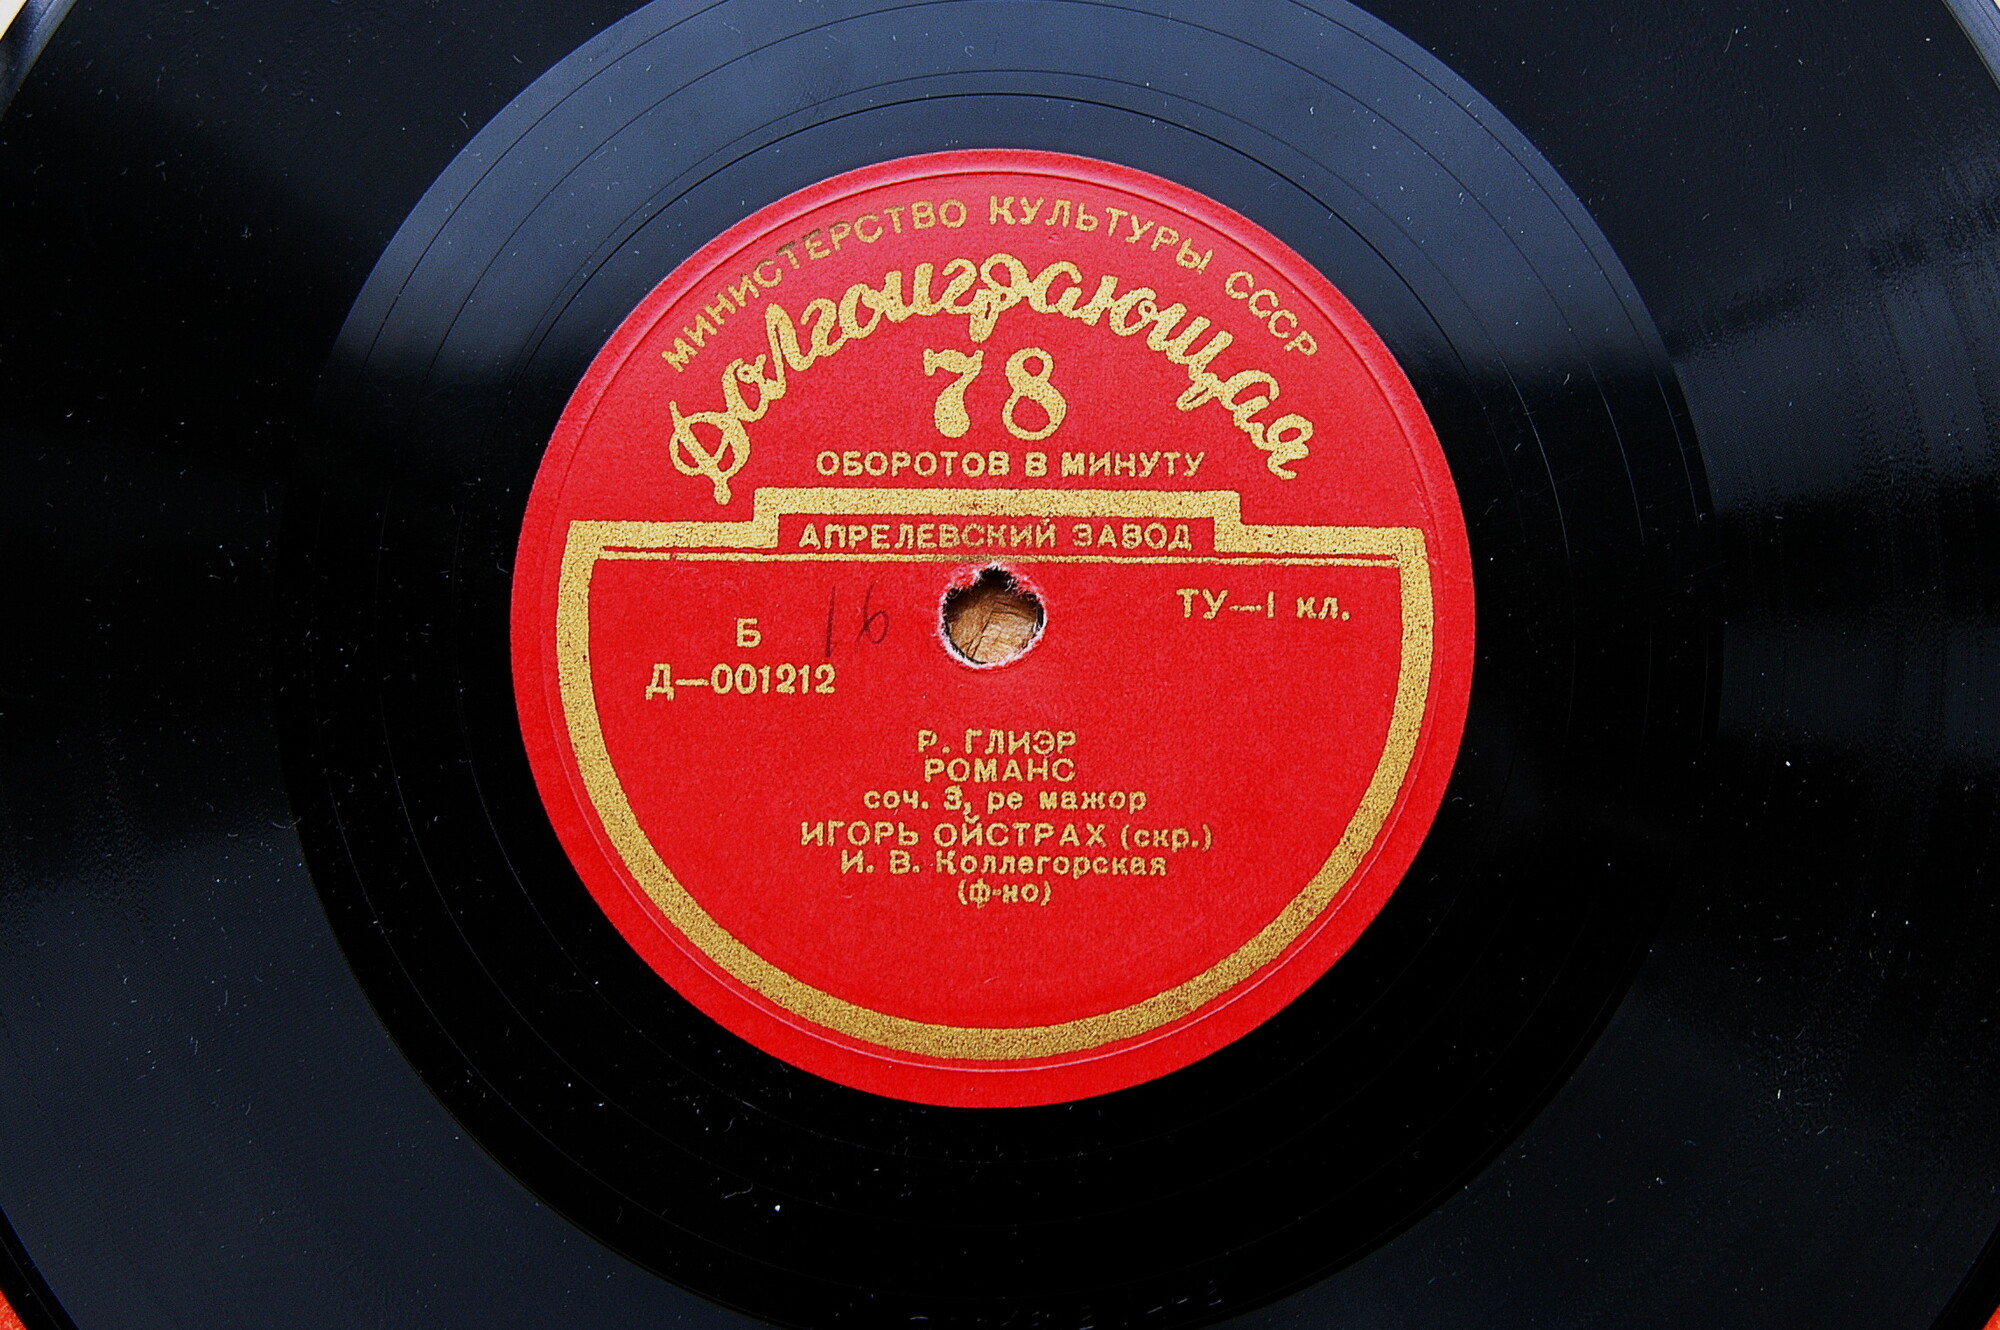 МИНИСТЕРСТВО КУЛЬТУРЫ СССР
Долгоиграющая
78
ОБОРОТОВ В МИНУТУ
АПРЕЛЕВСКИЙ ЗАВОД
ТУ—I кл.
Б 16
Д—001212
Р. ГЛИЭР
РОМАНС
соч. 3, ре мажор
ИГОРЬ ОЙСТРАХ (скр.)
И. В. Коллегорская
(ф-но)